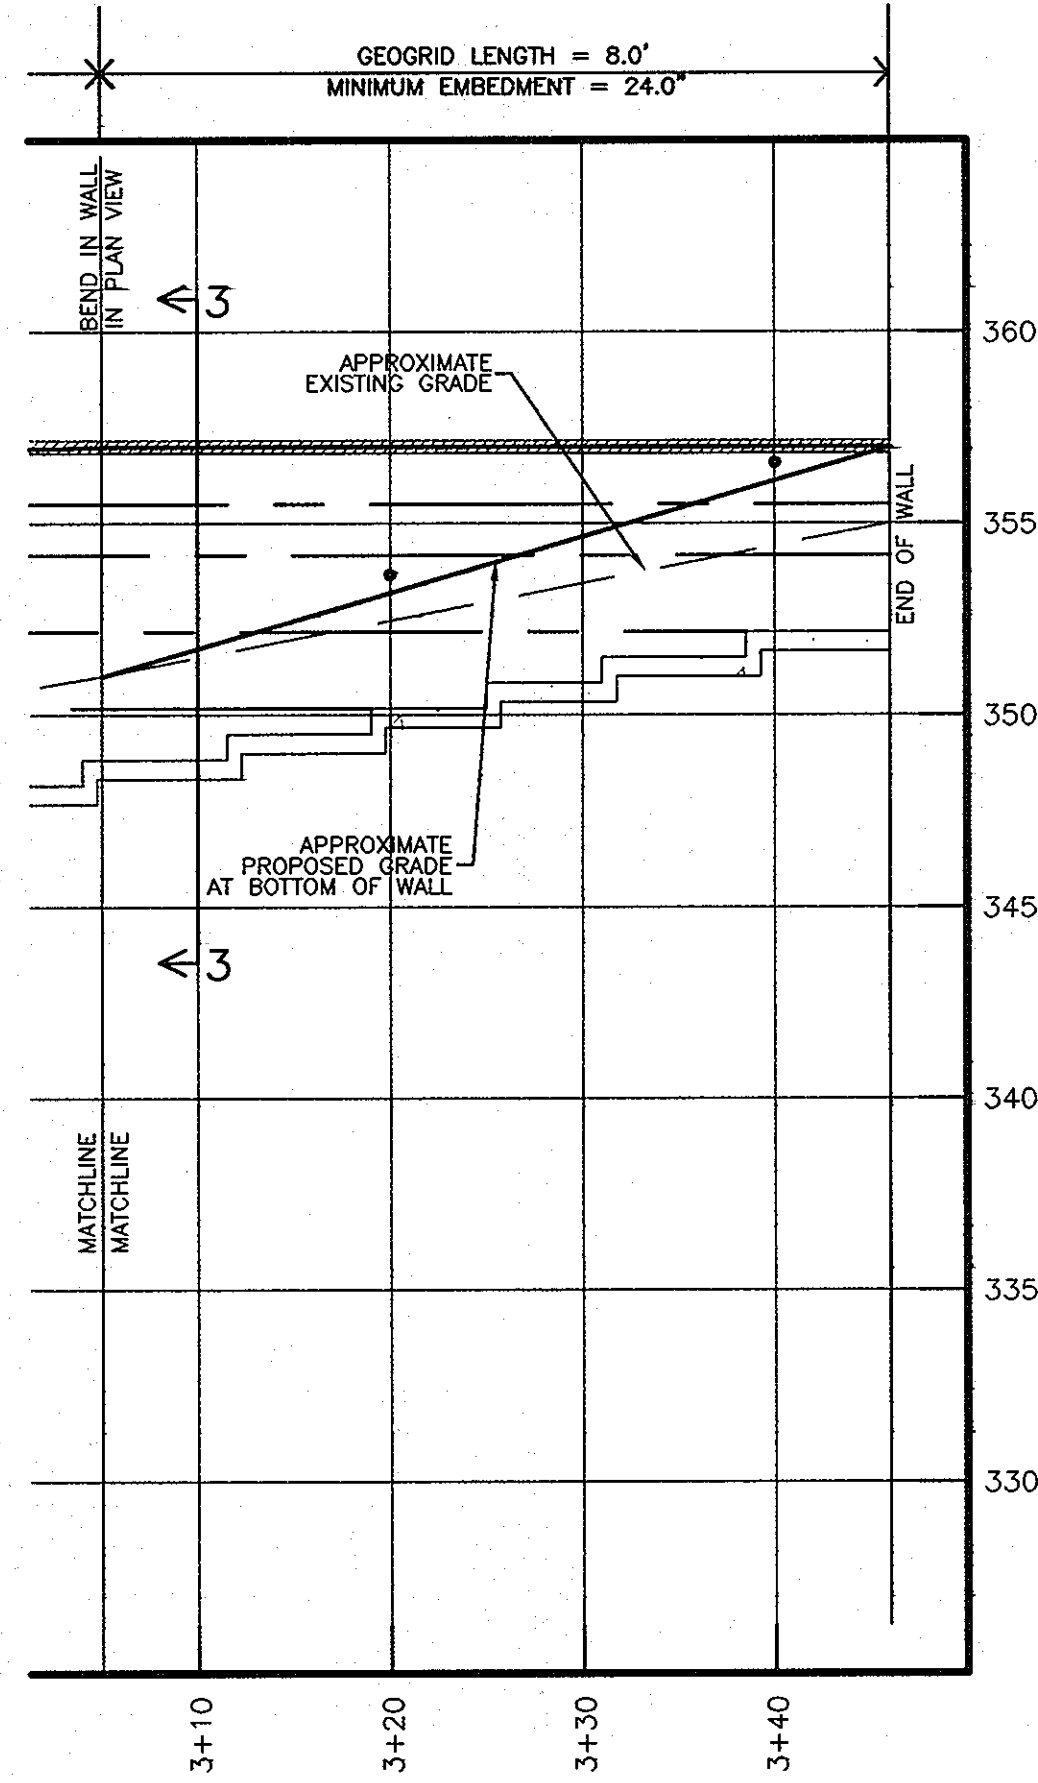 GEOGRID LENGTH = 8.0'
MINIMUM EMBEDMENT = 24.0"
BEND IN WALL
IN PLAN VIEW
3
360
APPROXIMATE
EXISTING GRADE
355
END OF WALL
350
APPROXIMATE
PROPOSED GRADE
AT BOTTOM OF WALL
345
3
340
MATCHLINE
MATCHLINE
335
330
3+10
3+20
3+30
3+40